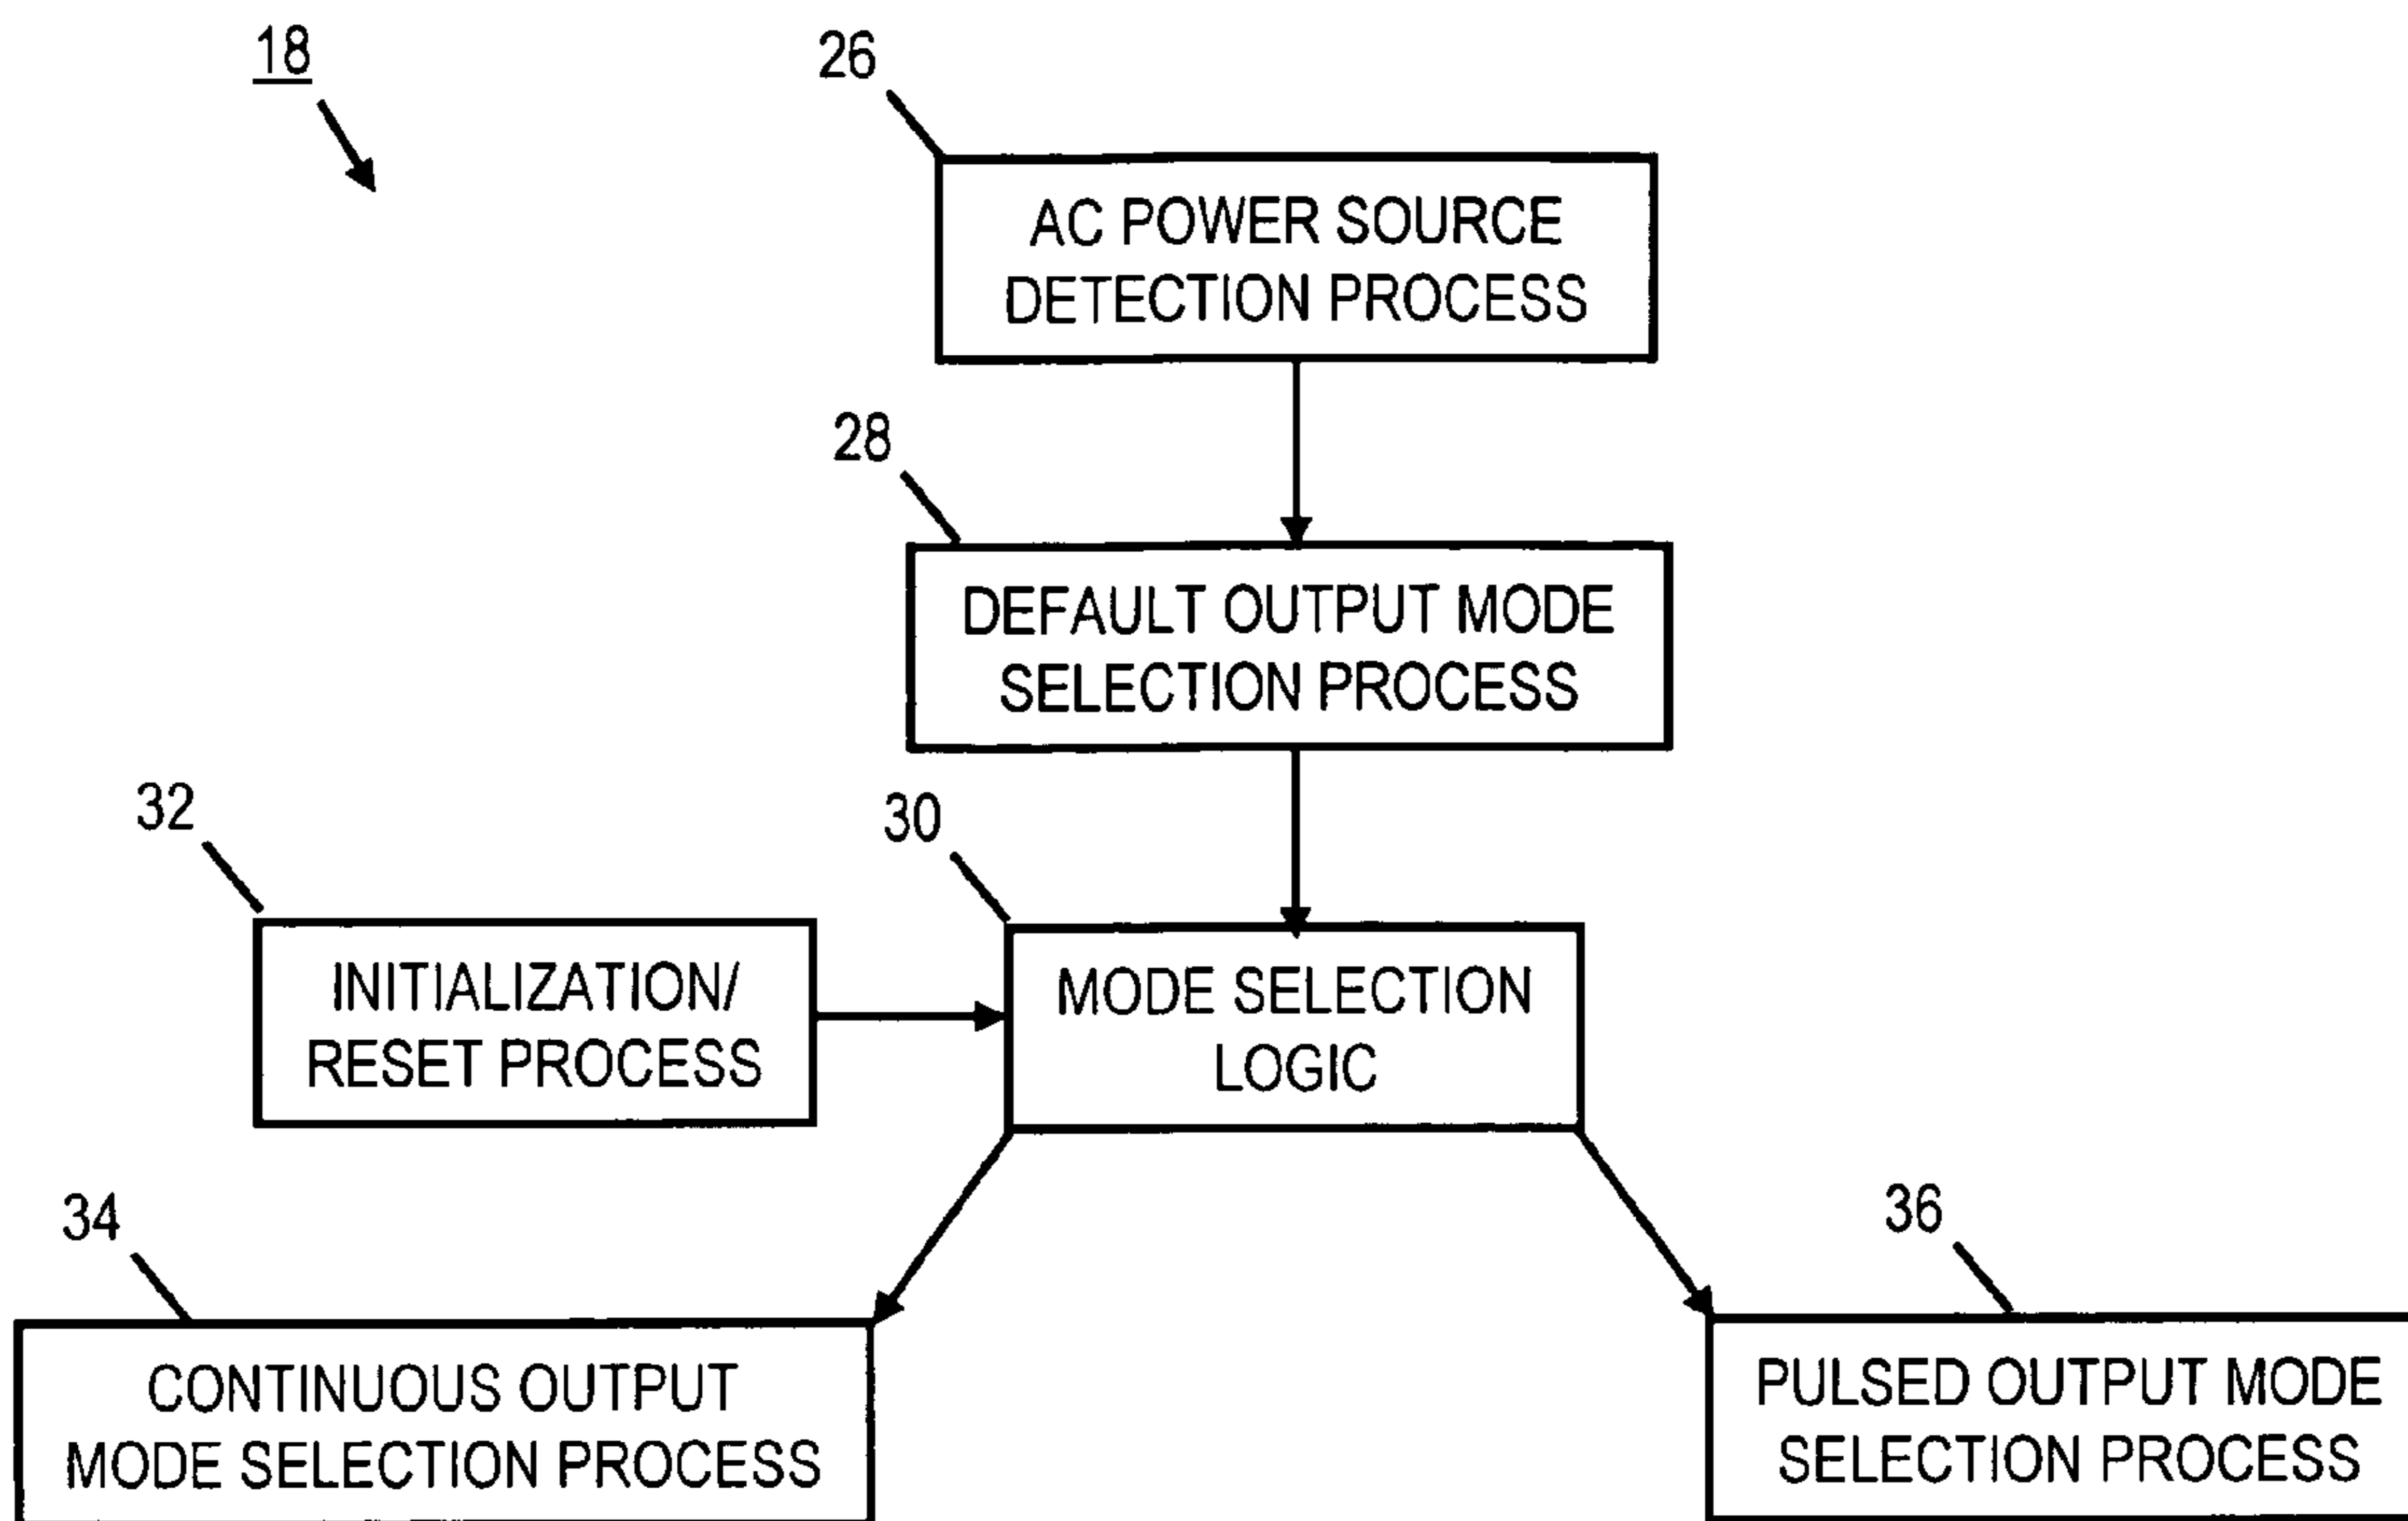 18
26
AC POWER SOURCE
DETECTION PROCESS
28
DEFAULT OUTPUT MODE
SELECTION PROCESS
32
30
INITIALIZATION/
RESET PROCESS
MODE SELECTION
LOGIC
34
36
CONTINUOUS OUTPUT
MODE SELECTION PROCESS
PULSED OUTPUT MODE
SELECTION PROCESS